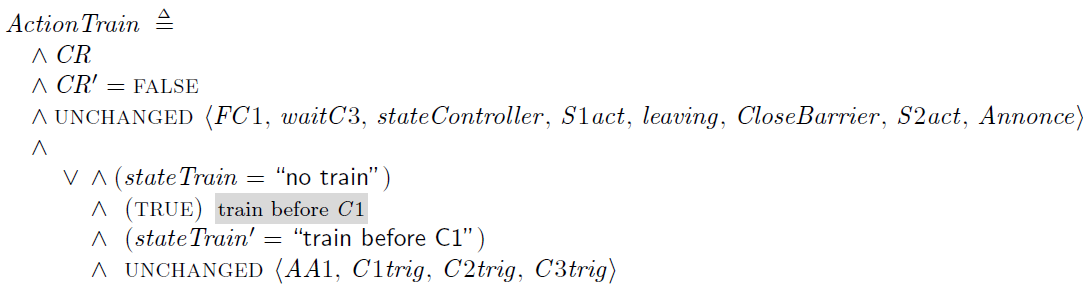 ActionTrain ≜
∧ CR
∧ CR′ = FALSE
∧ UNCHANGED ⟨FC1, waitC3, stateController, S1act, leaving, CloseBarrier, S2act, Annonce⟩
∧
∨ ∧ (stateTrain = “no train”)
∧ (TRUE) train before C1
∧ (stateTrain′ = “train before C1”)
∧ UNCHANGED ⟨AA1, C1trig, C2trig, C3trig⟩